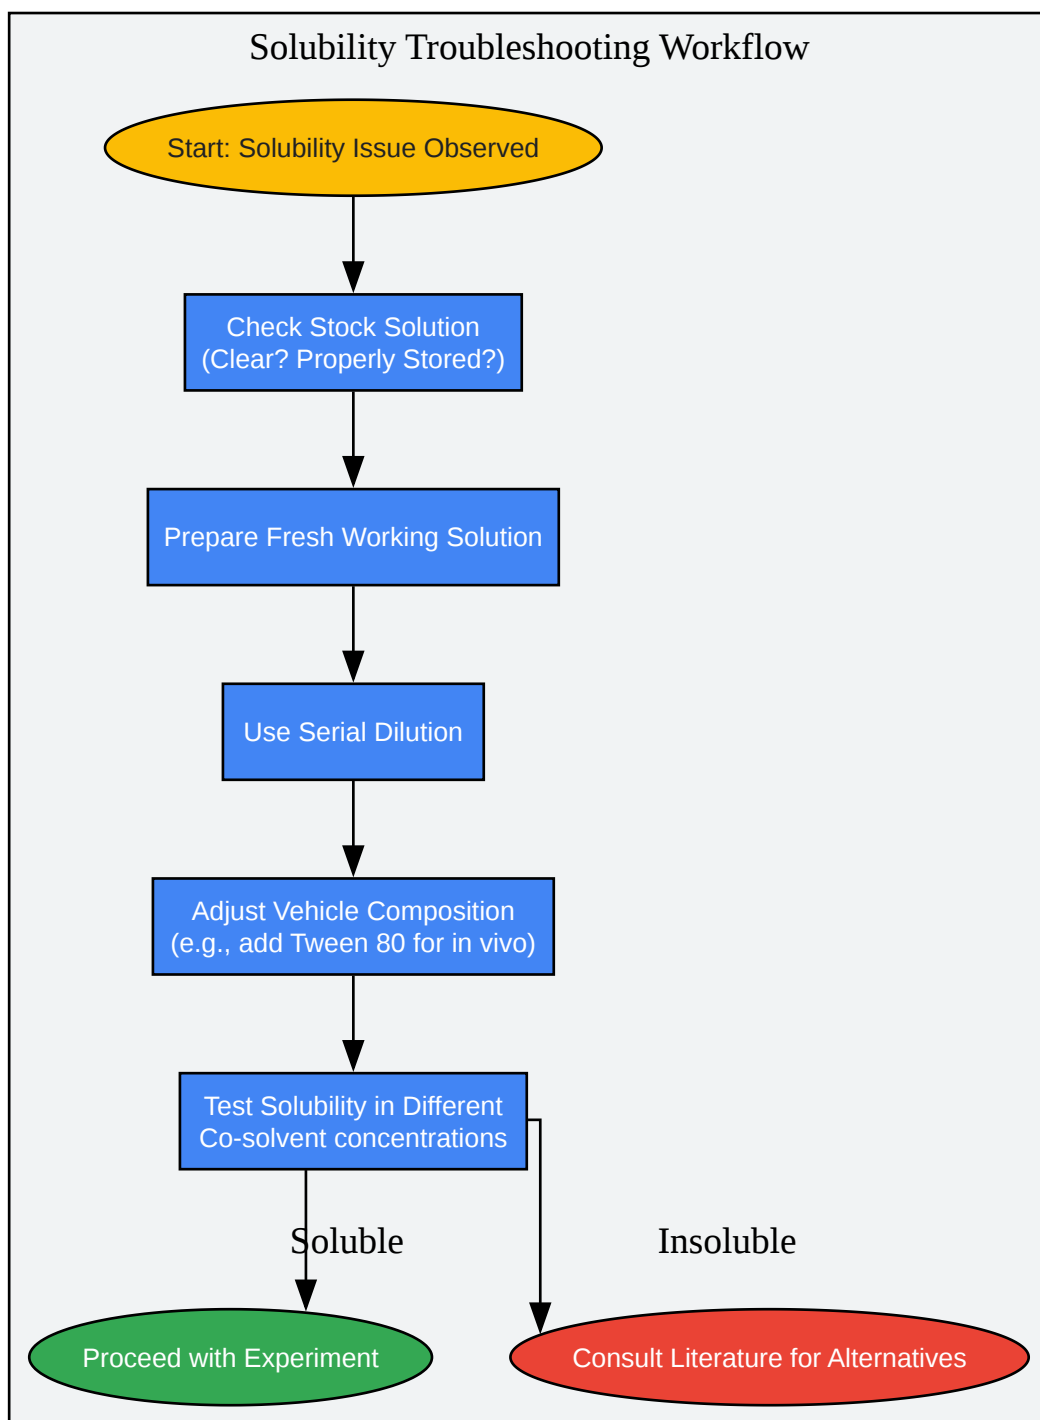 Solubility Troubleshooting Workflow
Start: Solubility Issue Observed
Check Stock Solution
(Clear? Properly Stored?)
Prepare Fresh Working Solution
Use Serial Dilution
Adjust Vehicle Composition
(e.g., add Tween 80 for in vivo)
Test Solubility in Different
Co-solvent concentrations
Soluble
Insoluble
Proceed with Experiment
Consult Literature for Alternatives